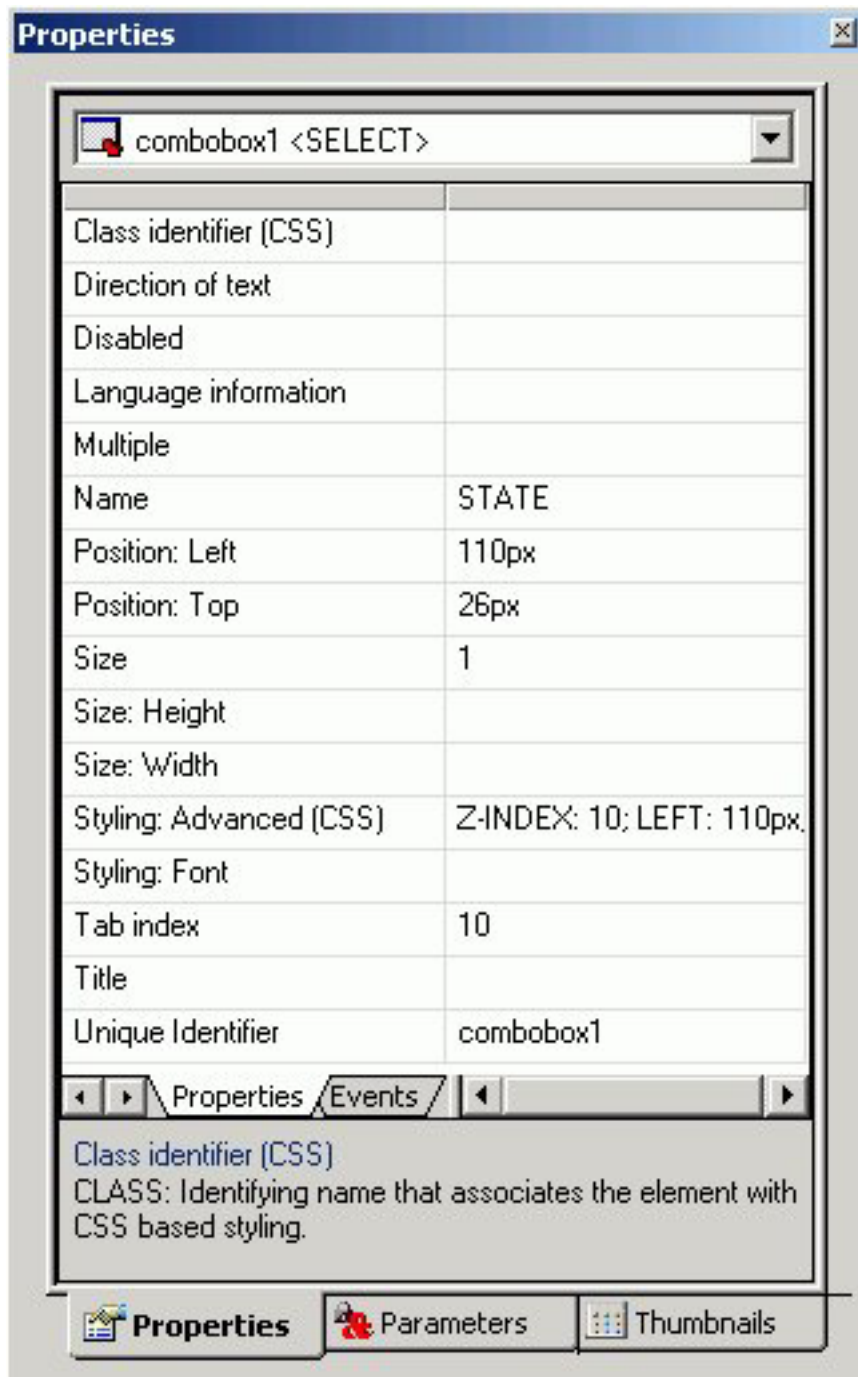 Properties
combobox1 <SELECT>
Class identifier (CSS)
Direction of text
Disabled
Language information
Multiple
Name STATE
Position: Left 110px
Position: Top 26px
Size 1
Size: Height
Size: Width
Styling: Advanced (CSS) Z-INDEX: 10; LEFT: 110px,
Styling: Font
Tab index 10
Title
Unique Identifier combobox1
Properties Events
Class identifier (CSS)
CLASS: Identifying name that associates the element with
CSS based styling.
Properties Parameters Thumbnails